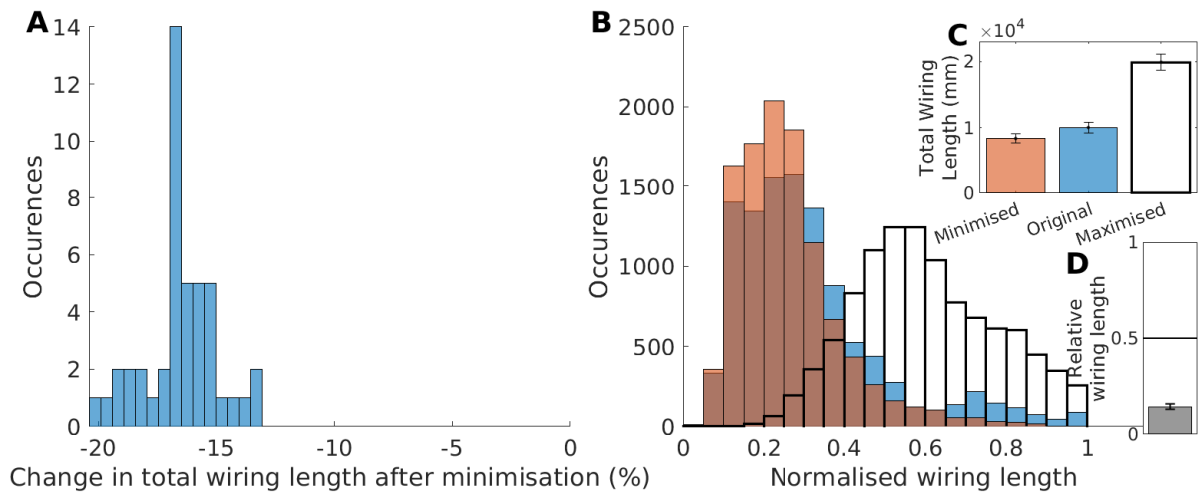 A
14
12
10
8
6
4
2
0
Occurences
-20
-15
-10
-5
0
Change in total wiring length after minimisation (%)
B
2500
2000
1500
1000
500
0
Occurences
0
0.2
0.4
0.6
0.8
1
Normalised wiring length
C
×10⁴
2
1
0
Total Wiring
Length (mm)
Minimised
Original
Maximised
D
1
0.5
0
Relative
wiring length